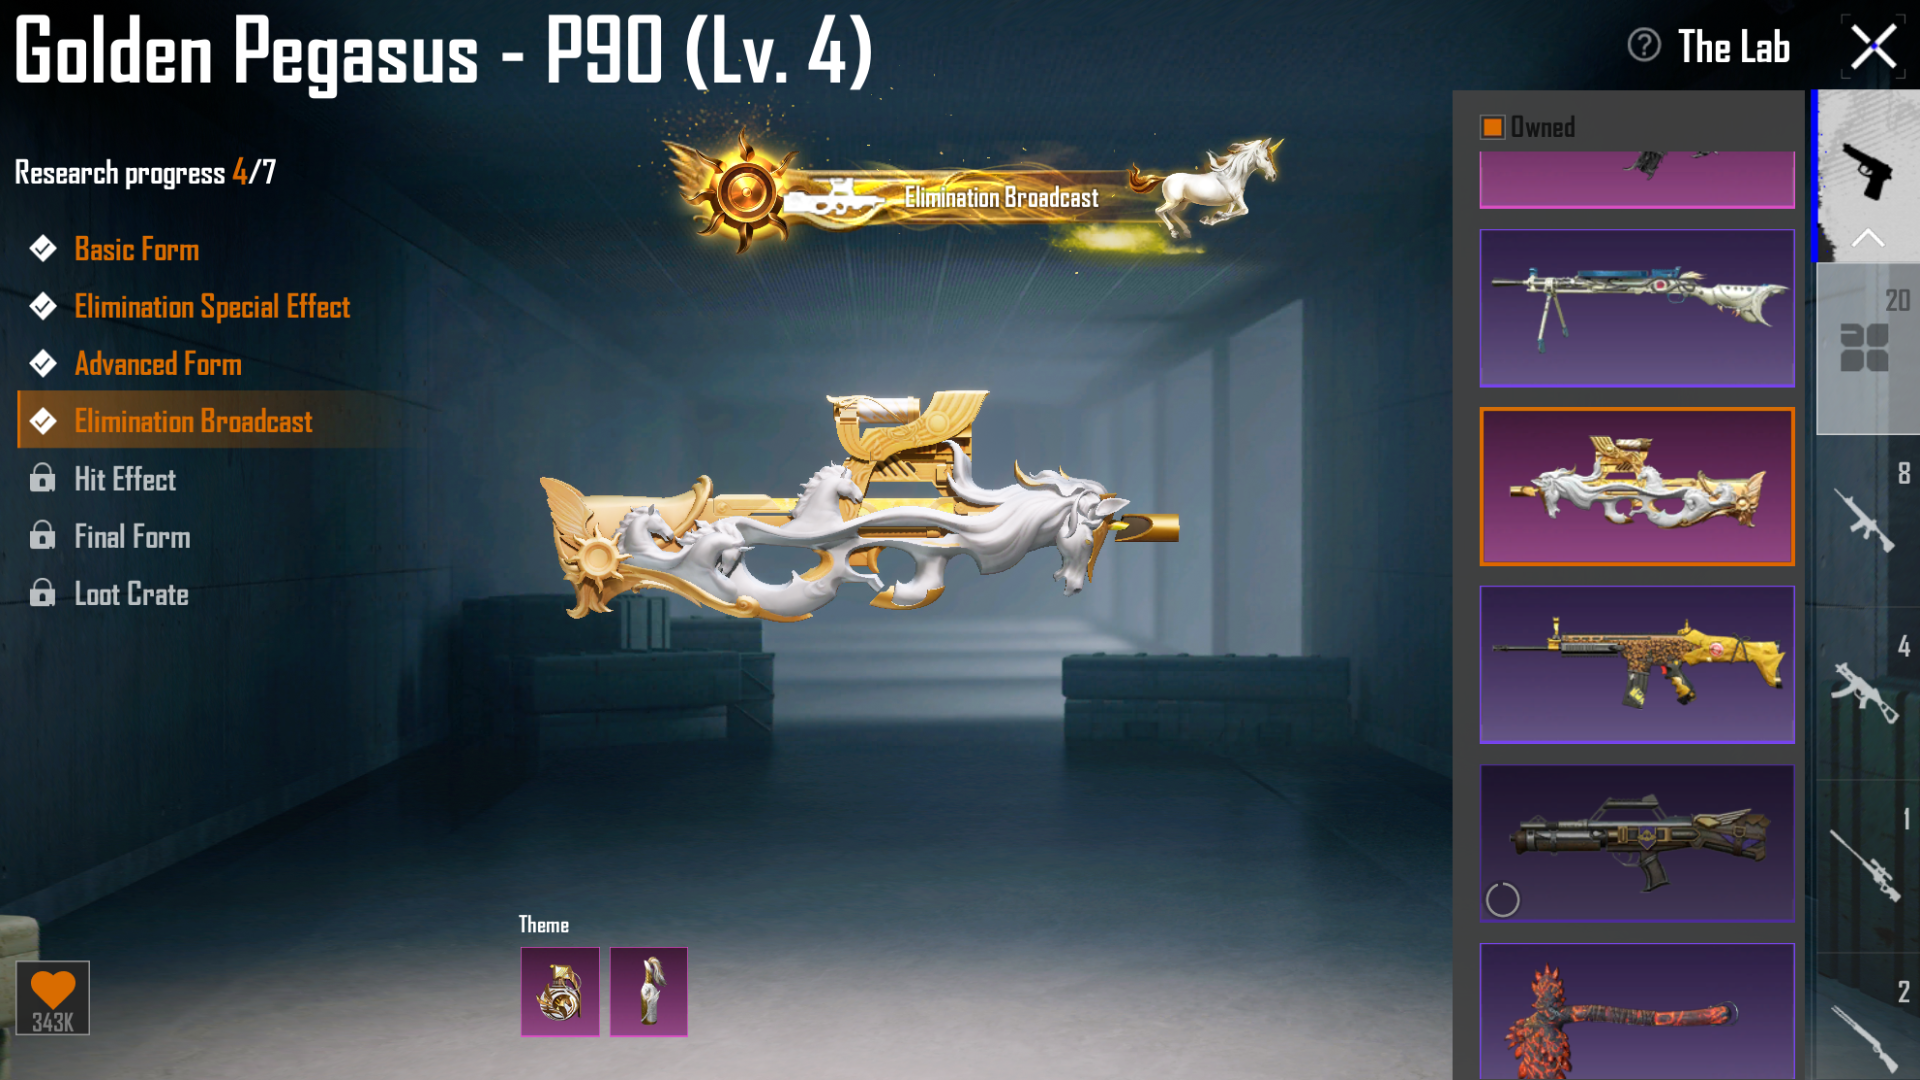 Golden Pegasus - P90 (Lv. 4)
The Lab
Research progress 4/7
Basic Form
Elimination Special Effect
Advanced Form
Elimination Broadcast
Hit Effect
Final Form
Loot Crate
Elimination Broadcast
Owned
20
8
4
1
2
Theme
343K